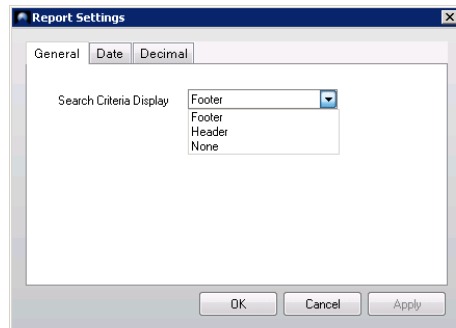 Report Settings
General Date Decimal
Search Criteria Display Footer
Footer
Header
None
OK Cancel Apply